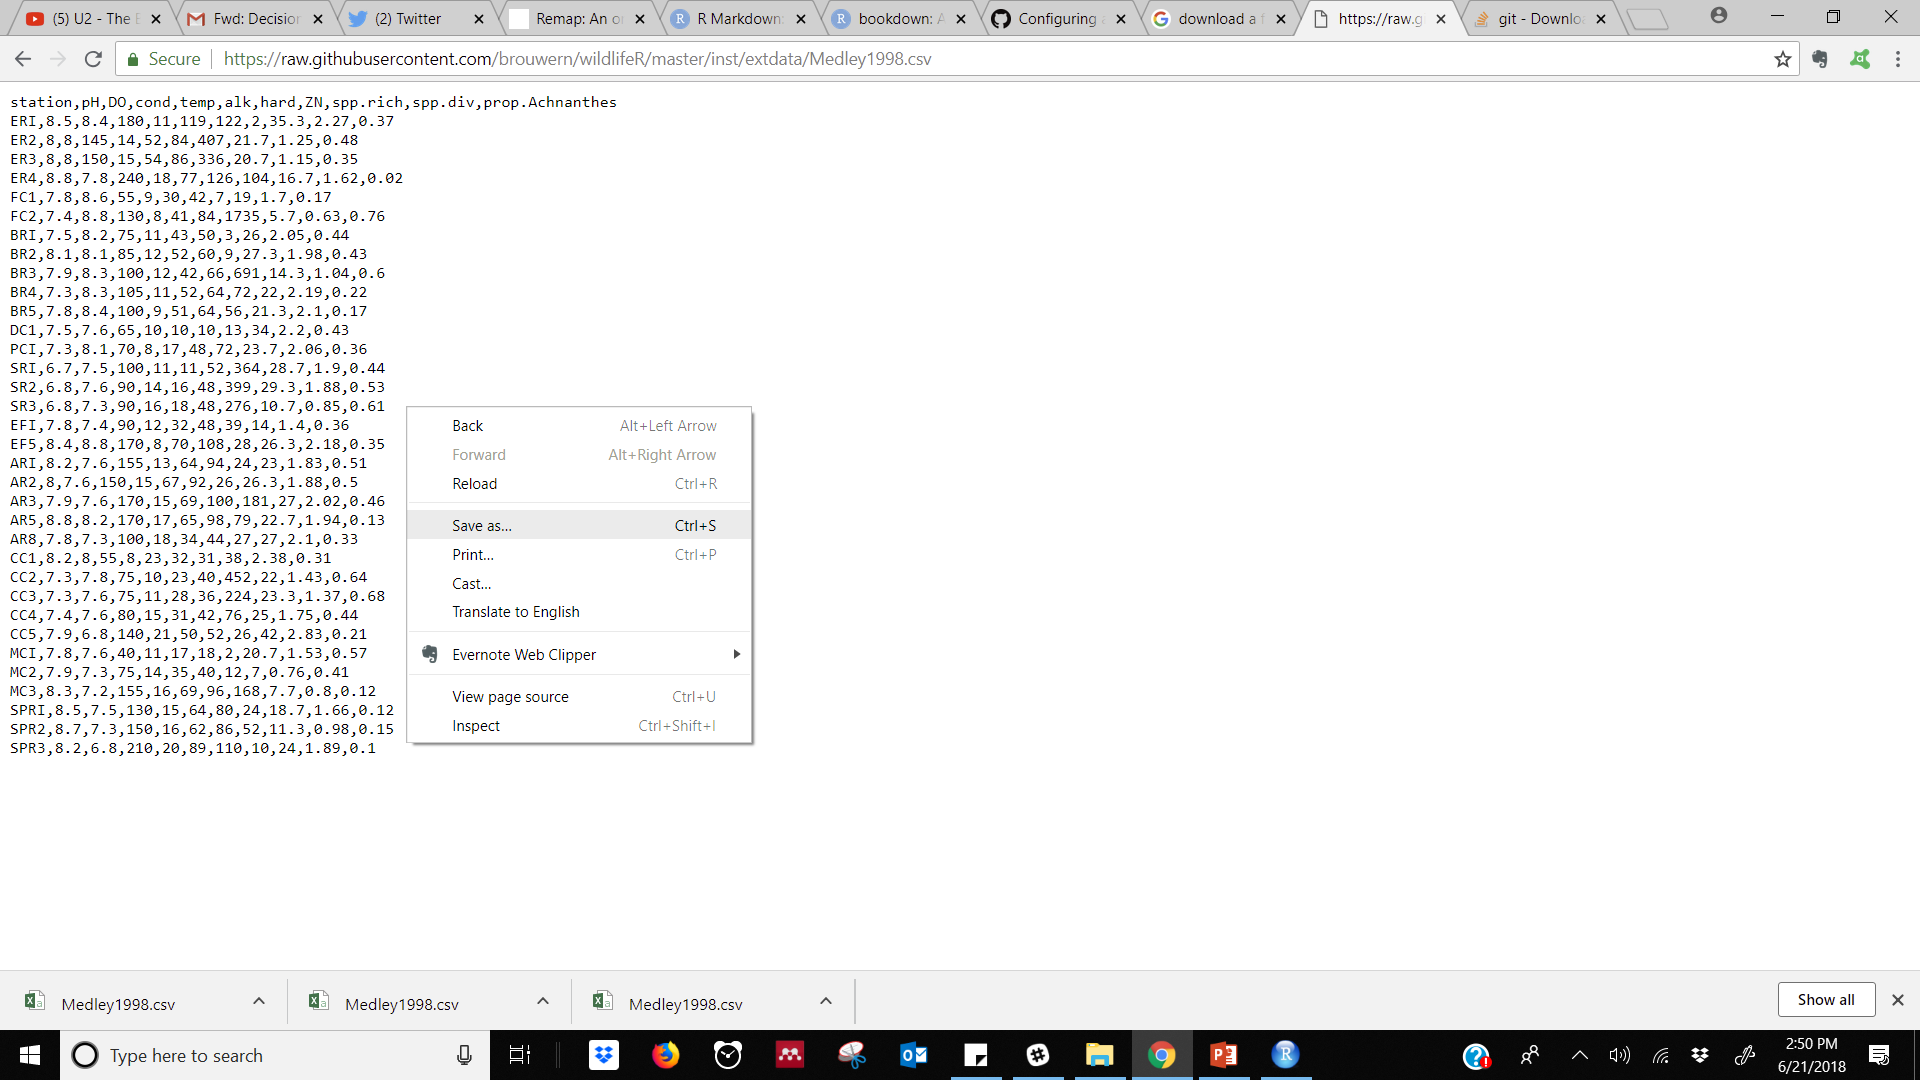 (5) U2 - The
Fwd: Decision
(2) Twitter
Remap: An o
R Markdown:
bookdown: A
Configuring
download a f
https://raw.g
git - Downlo
Secure
https://raw.githubusercontent.com/brouwern/wildlifeR/master/inst/extdata/Medley1998.csv
station,pH,DO,cond,temp,alk,hard,ZN,spp.rich,spp.div,prop.Achnanthes
ERI,8.5,8.4,180,11,119,122,2,35.3,2.27,0.37
ER2,8,8,145,14,52,84,407,21.7,1.25,0.48
ER3,8,8,150,15,54,86,336,20.7,1.15,0.35
ER4,8.8,7.8,240,18,77,126,104,16.7,1.62,0.02
FC1,7.8,8.6,55,9,30,42,7,19,1.7,0.17
FC2,7.4,8.8,130,8,41,84,1735,5.7,0.63,0.76
BRI,7.5,8.2,75,11,43,50,3,26,2.05,0.44
BR2,8.1,8.1,85,12,52,60,9,27.3,1.98,0.43
BR3,7.9,8.3,100,12,42,66,691,14.3,1.04,0.6
BR4,7.3,8.3,105,11,52,64,72,22,2.19,0.22
BR5,7.8,8.4,100,9,51,64,56,21.3,2.1,0.17
DC1,7.5,7.6,65,10,10,10,13,34,2.2,0.43
PCI,7.3,8.1,70,8,17,48,72,23.7,2.06,0.36
SRI,6.7,7.5,100,11,11,52,364,28.7,1.9,0.44
SR2,6.8,7.6,90,14,16,48,399,29.3,1.88,0.53
SR3,6.8,7.3,90,16,18,48,276,10.7,0.85,0.61
EFI,7.8,7.4,90,12,32,48,39,14,1.4,0.36
EF5,8.4,8.8,170,8,70,108,28,26.3,2.18,0.35
ARI,8.2,7.6,155,13,64,94,24,23,1.83,0.51
AR2,8,7.6,150,15,67,92,26,26.3,1.88,0.5
AR3,7.9,7.6,170,15,69,100,181,27,2.02,0.46
AR5,8.8,8.2,170,17,65,98,79,22.7,1.94,0.13
AR8,7.8,7.3,100,18,34,44,27,27,2.1,0.33
CC1,8.2,8,55,8,23,32,31,38,2.38,0.31
CC2,7.3,7.8,75,10,23,40,452,22,1.43,0.64
CC3,7.3,7.6,75,11,28,36,224,23.3,1.37,0.68
CC4,7.4,7.6,80,15,31,42,76,25,1.75,0.44
CC5,7.9,6.8,140,21,50,52,26,42,2.83,0.21
MCI,7.8,7.6,40,11,17,18,2,20.7,1.53,0.57
MC2,7.9,7.3,75,14,35,40,12,7,0.76,0.41
MC3,8.3,7.2,155,16,69,96,168,7.7,0.8,0.12
SPRI,8.5,7.5,130,15,64,80,24,18.7,1.66,0.12
SPR2,8.7,7.3,150,16,62,86,52,11.3,0.98,0.15
SPR3,8.2,6.8,210,20,89,110,10,24,1.89,0.1
Back Alt+Left Arrow
Forward Alt+Right Arrow
Reload Ctrl+R
Save as... Ctrl+S
Print... Ctrl+P
Cast...
Translate to English
Evernote Web Clipper
View page source Ctrl+U
Inspect Ctrl+Shift+I
Medley1998.csv
Medley1998.csv
Medley1998.csv
Show all
Type here to search
2:50 PM
6/21/2018